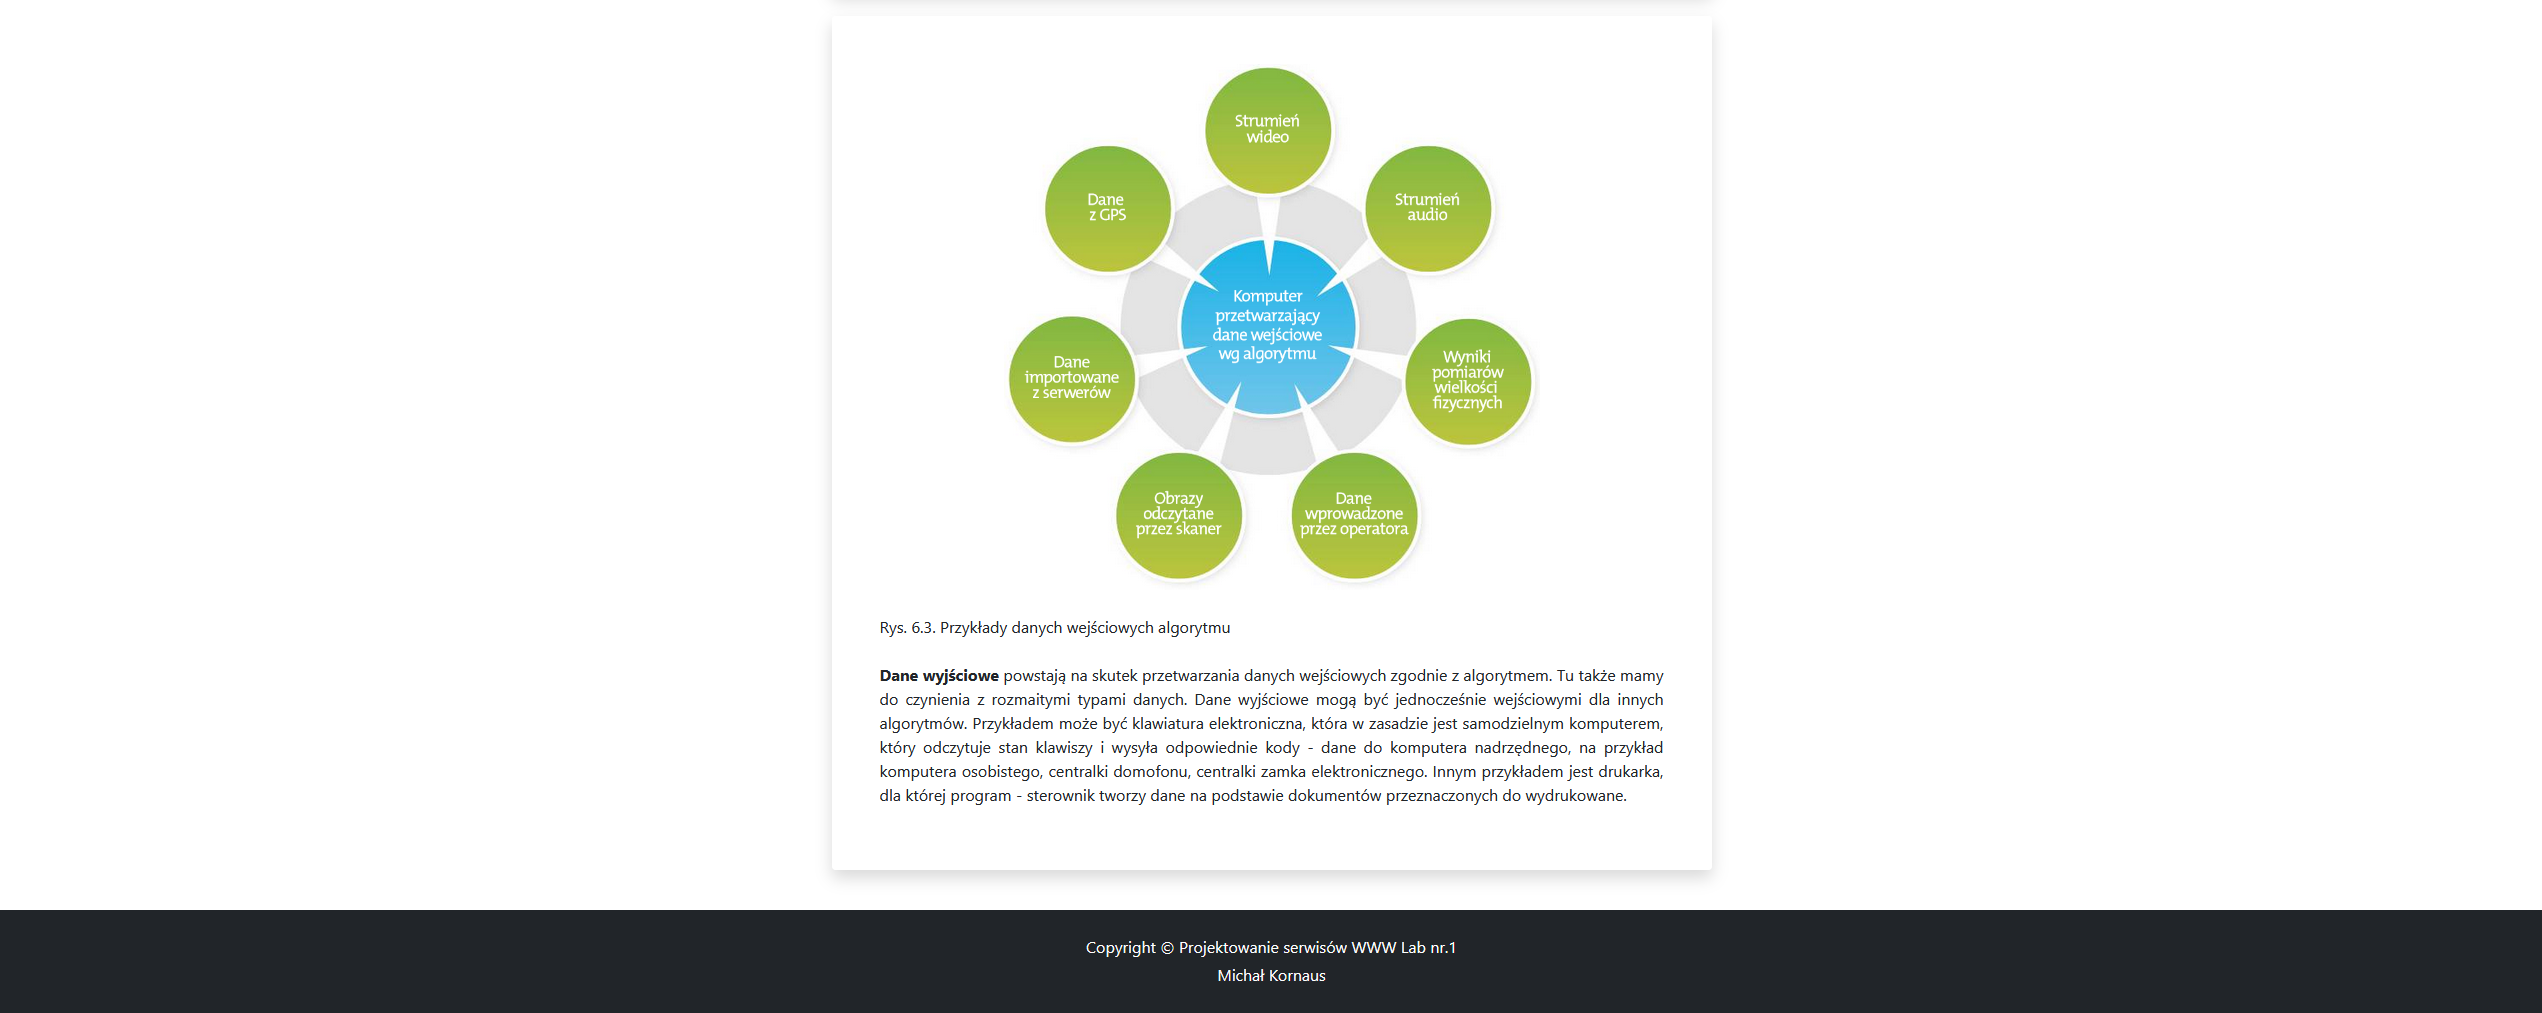 Strumień
wideo
Dane
z GPS
Strumień
audio
Komputer
przetwarzający
dane wejściowe
wg algorytmu
Dane
importowane
z serwerów
Wyniki
pomiarów
wielkości
fizycznych
Obrazy
odczytane
przez skaner
Dane
wprowadzone
przez operatora
Rys. 6.3. Przykłady danych wejściowych algorytmu
Dane wyjściowe powstają na skutek przetwarzania danych wejściowych zgodnie z algorytmem. Tu także mamy
do czynienia z rozmaitymi typami danych. Dane wyjściowe mogą być jednocześnie wejściowymi dla innych
algorytmów. Przykładem może być klawiatura elektroniczna, która w zasadzie jest samodzielnym komputerem,
który odczytuje stan klawiszy i wysyła odpowiednie kody - dane do komputera nadrzędnego, na przykład
komputera osobistego, centralki domofonu, centralki zamka elektronicznego. Innym przykładem jest drukarka,
dla której program - sterownik tworzy dane na podstawie dokumentów przeznaczonych do wydrukowane.
Copyright © Projektowanie serwisów WWW Lab nr.1
Michał Kornaus